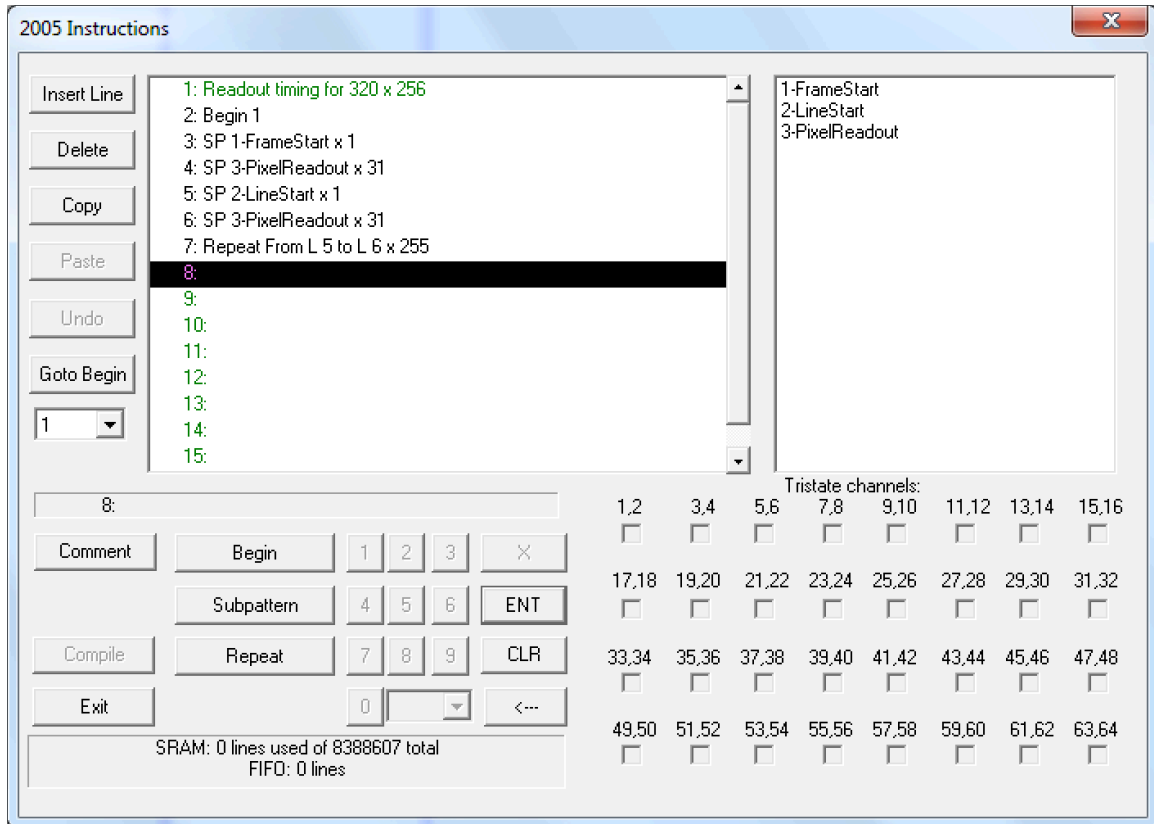 2005 Instructions
X
Insert Line
Delete
Copy
Paste
Undo
Goto Begin
1
1: Readout timing for 320 x 256
2: Begin 1
3: SP 1-FrameStart x 1
4: SP 3-PixelReadout x 31
5: SP 2-LineStart x 1
6: SP 3-PixelReadout x 31
7: Repeat From L 5 to L 6 x 255
8:
9:
10:
11:
12:
13:
14:
15:
1-FrameStart
2-LineStart
3-PixelReadout
8:
Comment
Begin
1 2 3 X
Subpattern
4 5 6 ENT
Compile
Repeat
7 8 9 CLR
Exit
0 <---
SRAM: 0 lines used of 8388607 total
FIFO: 0 lines
Tristate channels:
1,2 3,4 5,6 7,8 9,10 11,12 13,14 15,16
17,18 19,20 21,22 23,24 25,26 27,28 29,30 31,32
33,34 35,36 37,38 39,40 41,42 43,44 45,46 47,48
49,50 51,52 53,54 55,56 57,58 59,60 61,62 63,64